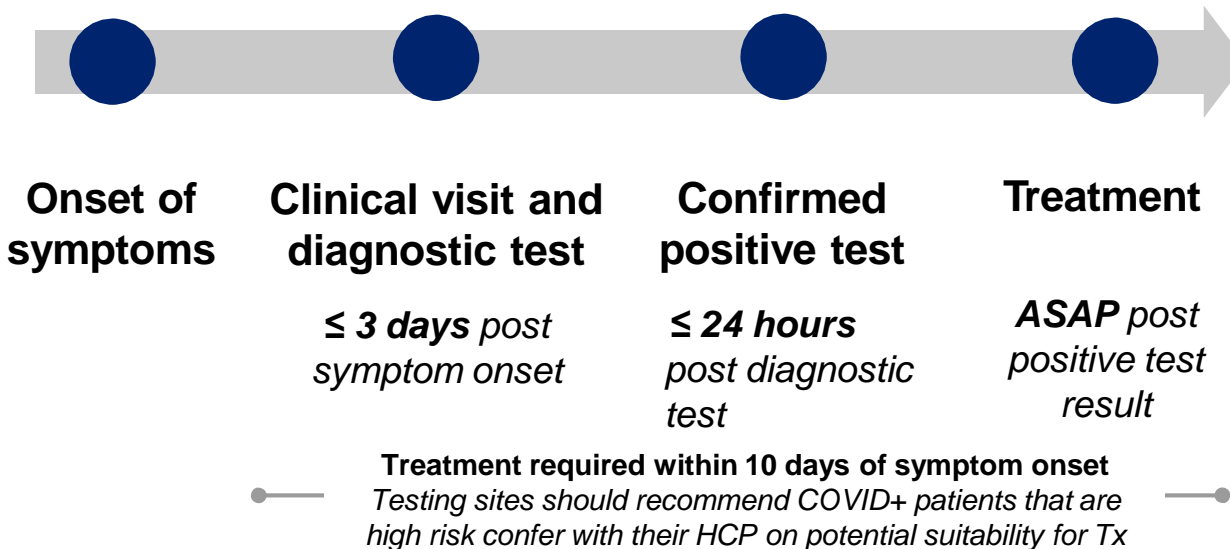 Onset of
symptoms
Clinical visit and
diagnostic test
≤ 3 days post
symptom onset
Confirmed
positive test
≤ 24 hours
post diagnostic
test
Treatment
ASAP post
positive test
result
Treatment required within 10 days of symptom onset
Testing sites should recommend COVID+ patients that are
high risk confer with their HCP on potential suitability for Tx